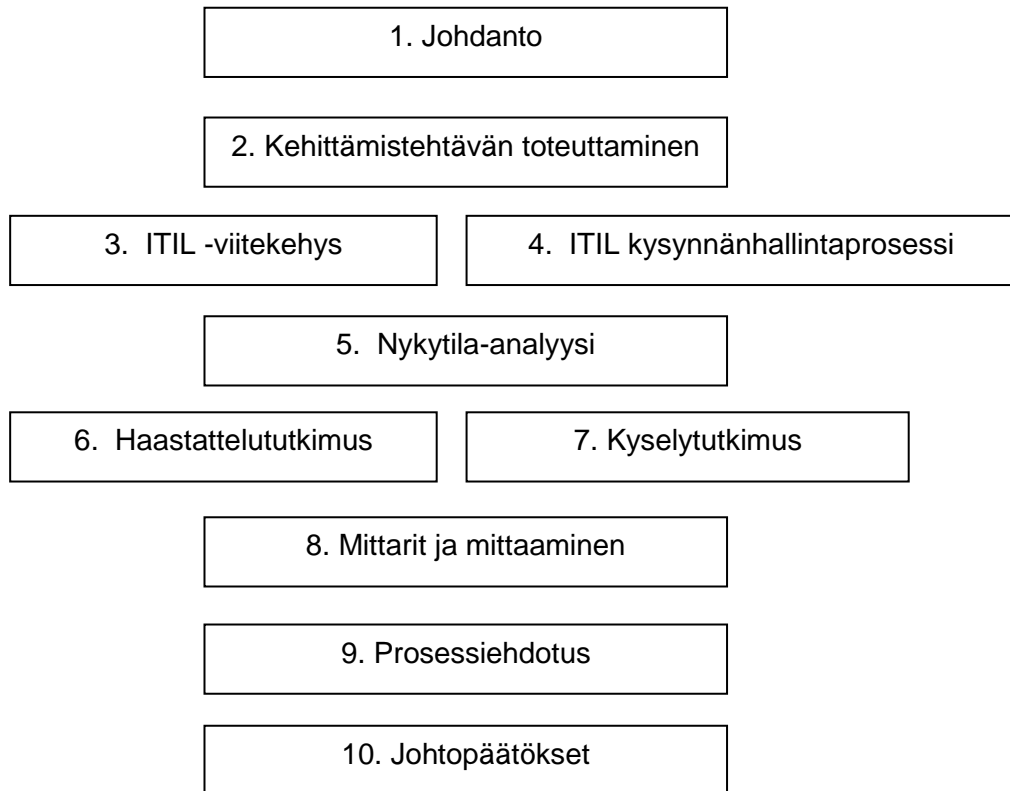 1. Johdanto
2. Kehittämistehtävän toteuttaminen
3. ITIL -viitekehys
4. ITIL kysynnänhallintaprosessi
5. Nykytila-analyysi
6. Haastattelututkimus
7. Kyselytutkimus
8. Mittarit ja mittaaminen
9. Prosessiehdotus
10. Johtopäätökset